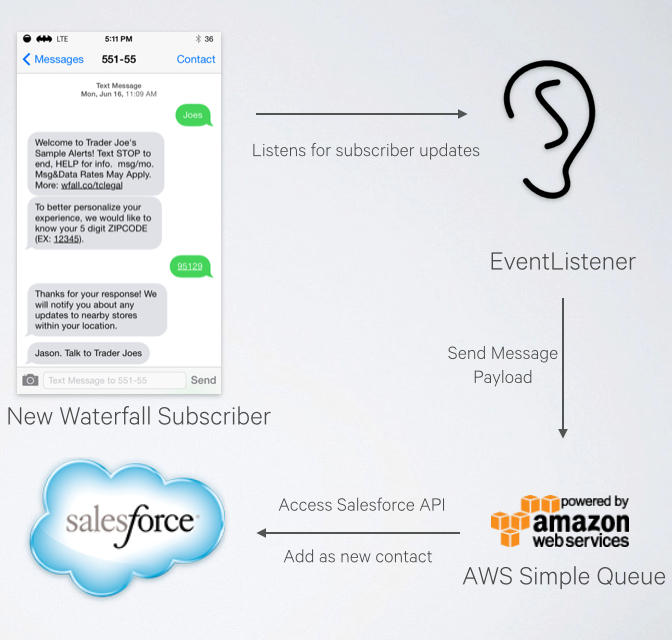 LTE 5:11 PM 36
Messages 551-55 Contact
Text Message
Mon, Jun 16, 11:09 AM
Joes
Welcome to Trader Joe's
Sample Alerts! Text STOP to
end, HELP for info. msg/mo.
Msg&Data Rates May Apply.
More: wfall.co/tclegal
To better personalize your
experience, we would like to
know your 5 digit ZIPCODE
(EX: 12345).
95129
Thanks for your response! We
will notify you about any
updates to nearby stores
within your location.
Jason. Talk to Trader Joes
Text Message to 551-55 Send
New Waterfall Subscriber
Listens for subscriber updates
EventListener
Send Message
Payload
powered by
amazon
webservices
AWS Simple Queue
Access Salesforce API
Add as new contact
salesforce